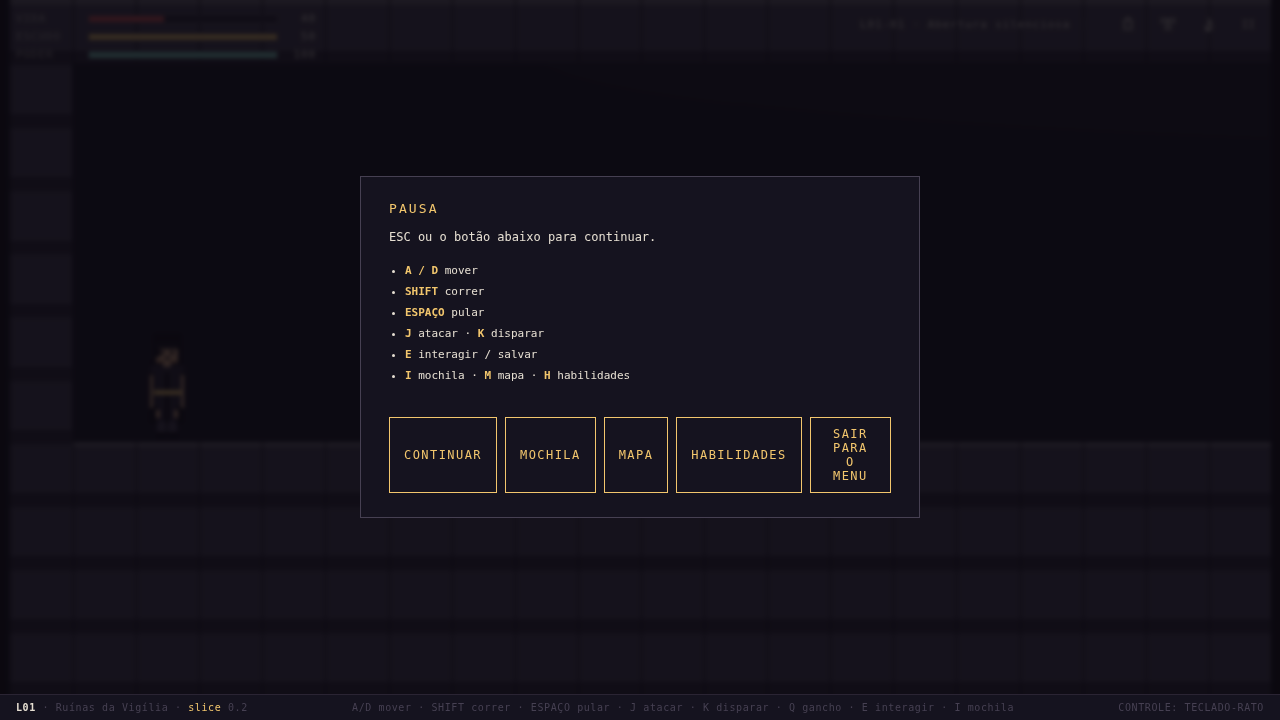 PAUSA
ESC ou o botão abaixo para continuar.
• A / D mover
• SHIFT correr
• ESPAÇO pular
• J atacar · K disparar
• E interagir / salvar
• I mochila · M mapa · H habilidades
CONTINUAR
MOCHILA
MAPA
HABILIDADES
SAIR
PARA
O
MENU
L01 · Ruínas da Vigília · slice 0.2
A/D mover · SHIFT correr · ESPAÇO pular · J atacar · K disparar · Q gancho · E interagir · I mochila
CONTROLE: TECLADO-RATO